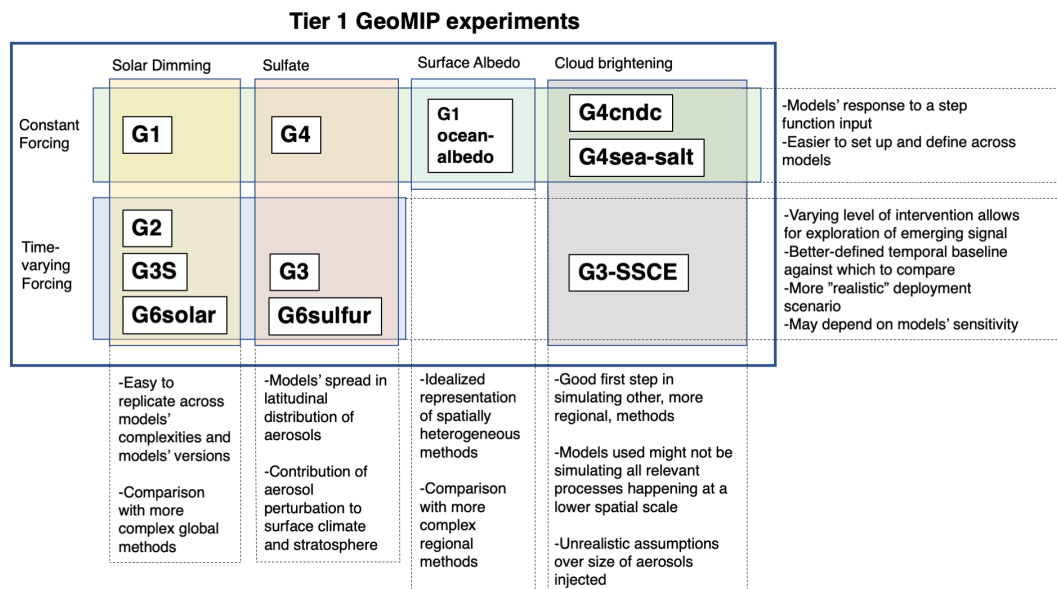 Tier 1 GeoMIP experiments
Solar Dimming
Sulfate
Surface Albedo
Cloud brightening
Constant
Forcing
G1
G4
G1
ocean-
albedo
G4cndc
G4sea-salt
-Models' response to a step
function input
-Easier to set up and define across
models
Time-
varying
Forcing
G2
G3S
G6solar
G3
G6sulfur
G3-SSCE
-Varying level of intervention allows
for exploration of emerging signal
-Better-defined temporal baseline
against which to compare
-More "realistic" deployment
scenario
-May depend on models' sensitivity
-Easy to
replicate across
models'
complexities and
models' versions
-Comparison
with more
complex global
methods
-Models' spread in
latitudinal
distribution of
aerosols
-Contribution of
aerosol
perturbation to
surface climate
and stratosphere
-Idealized
representation
of spatially
heterogeneous
methods
-Comparison
with more
complex
regional
methods
-Good first step in
simulating other, more
regional, methods
-Models used might not be
simulating all relevant
processes happening at a
lower spatial scale
-Unrealistic assumptions
over size of aerosols
injected